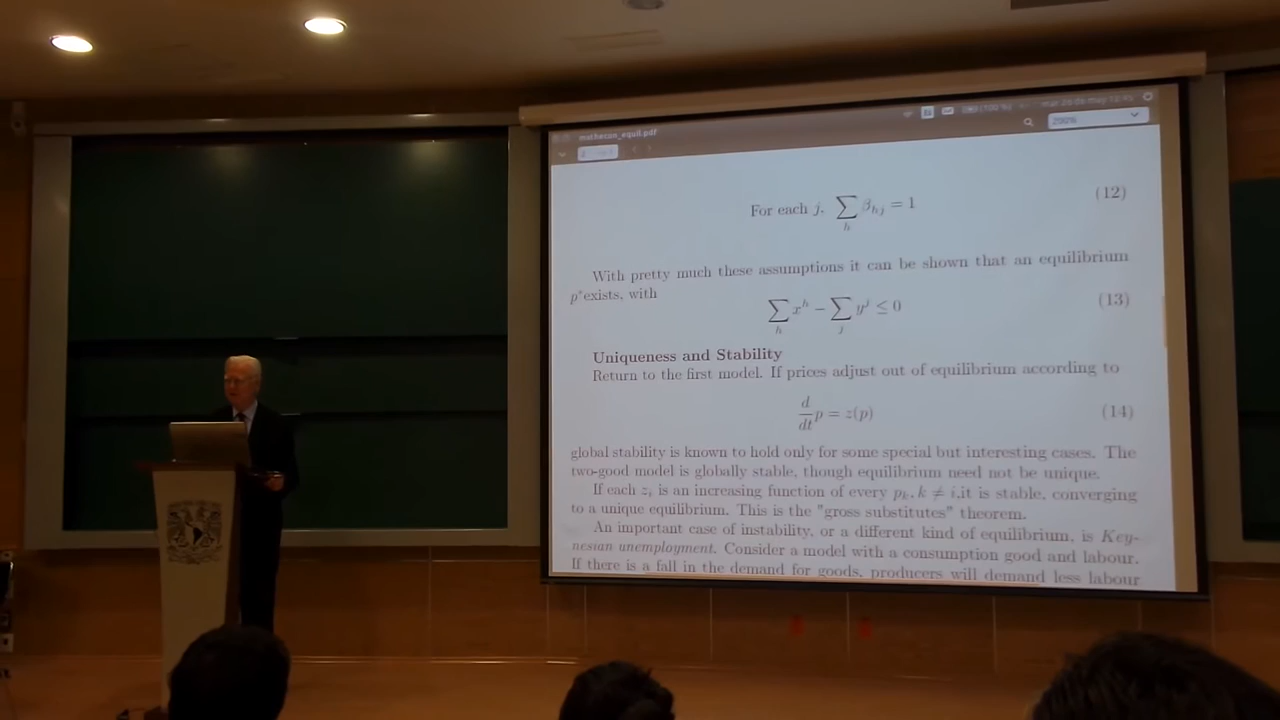 mathecon_equil.pdf
200%
For each j, ∑_h β_hj = 1 (12)
With pretty much these assumptions it can be shown that an equilibrium
p*exists, with
∑_h x^h − ∑_j y^j ≤ 0 (13)
Uniqueness and Stability
Return to the first model. If prices adjust out of equilibrium according to
d/dt p = z(p) (14)
global stability is known to hold only for some special but interesting cases. The
two-good model is globally stable, though equilibrium need not be unique.
If each z_i is an increasing function of every p_k, k ≠ i,it is stable, converging
to a unique equilibrium. This is the "gross substitutes" theorem.
An important case of instability, or a different kind of equilibrium, is Key-
nesian unemployment. Consider a model with a consumption good and labour.
If there is a fall in the demand for goods, producers will demand less labour